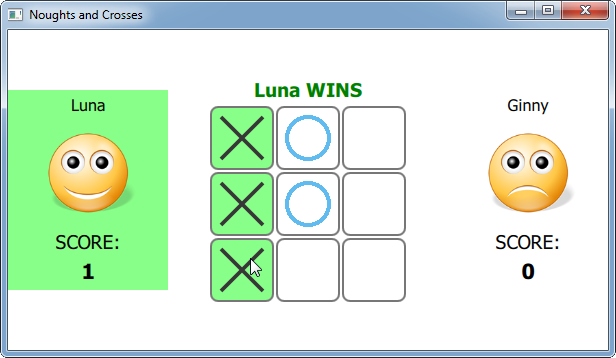 Noughts and Crosses
Luna WINS
Luna
SCORE:
1
Ginny
SCORE:
0